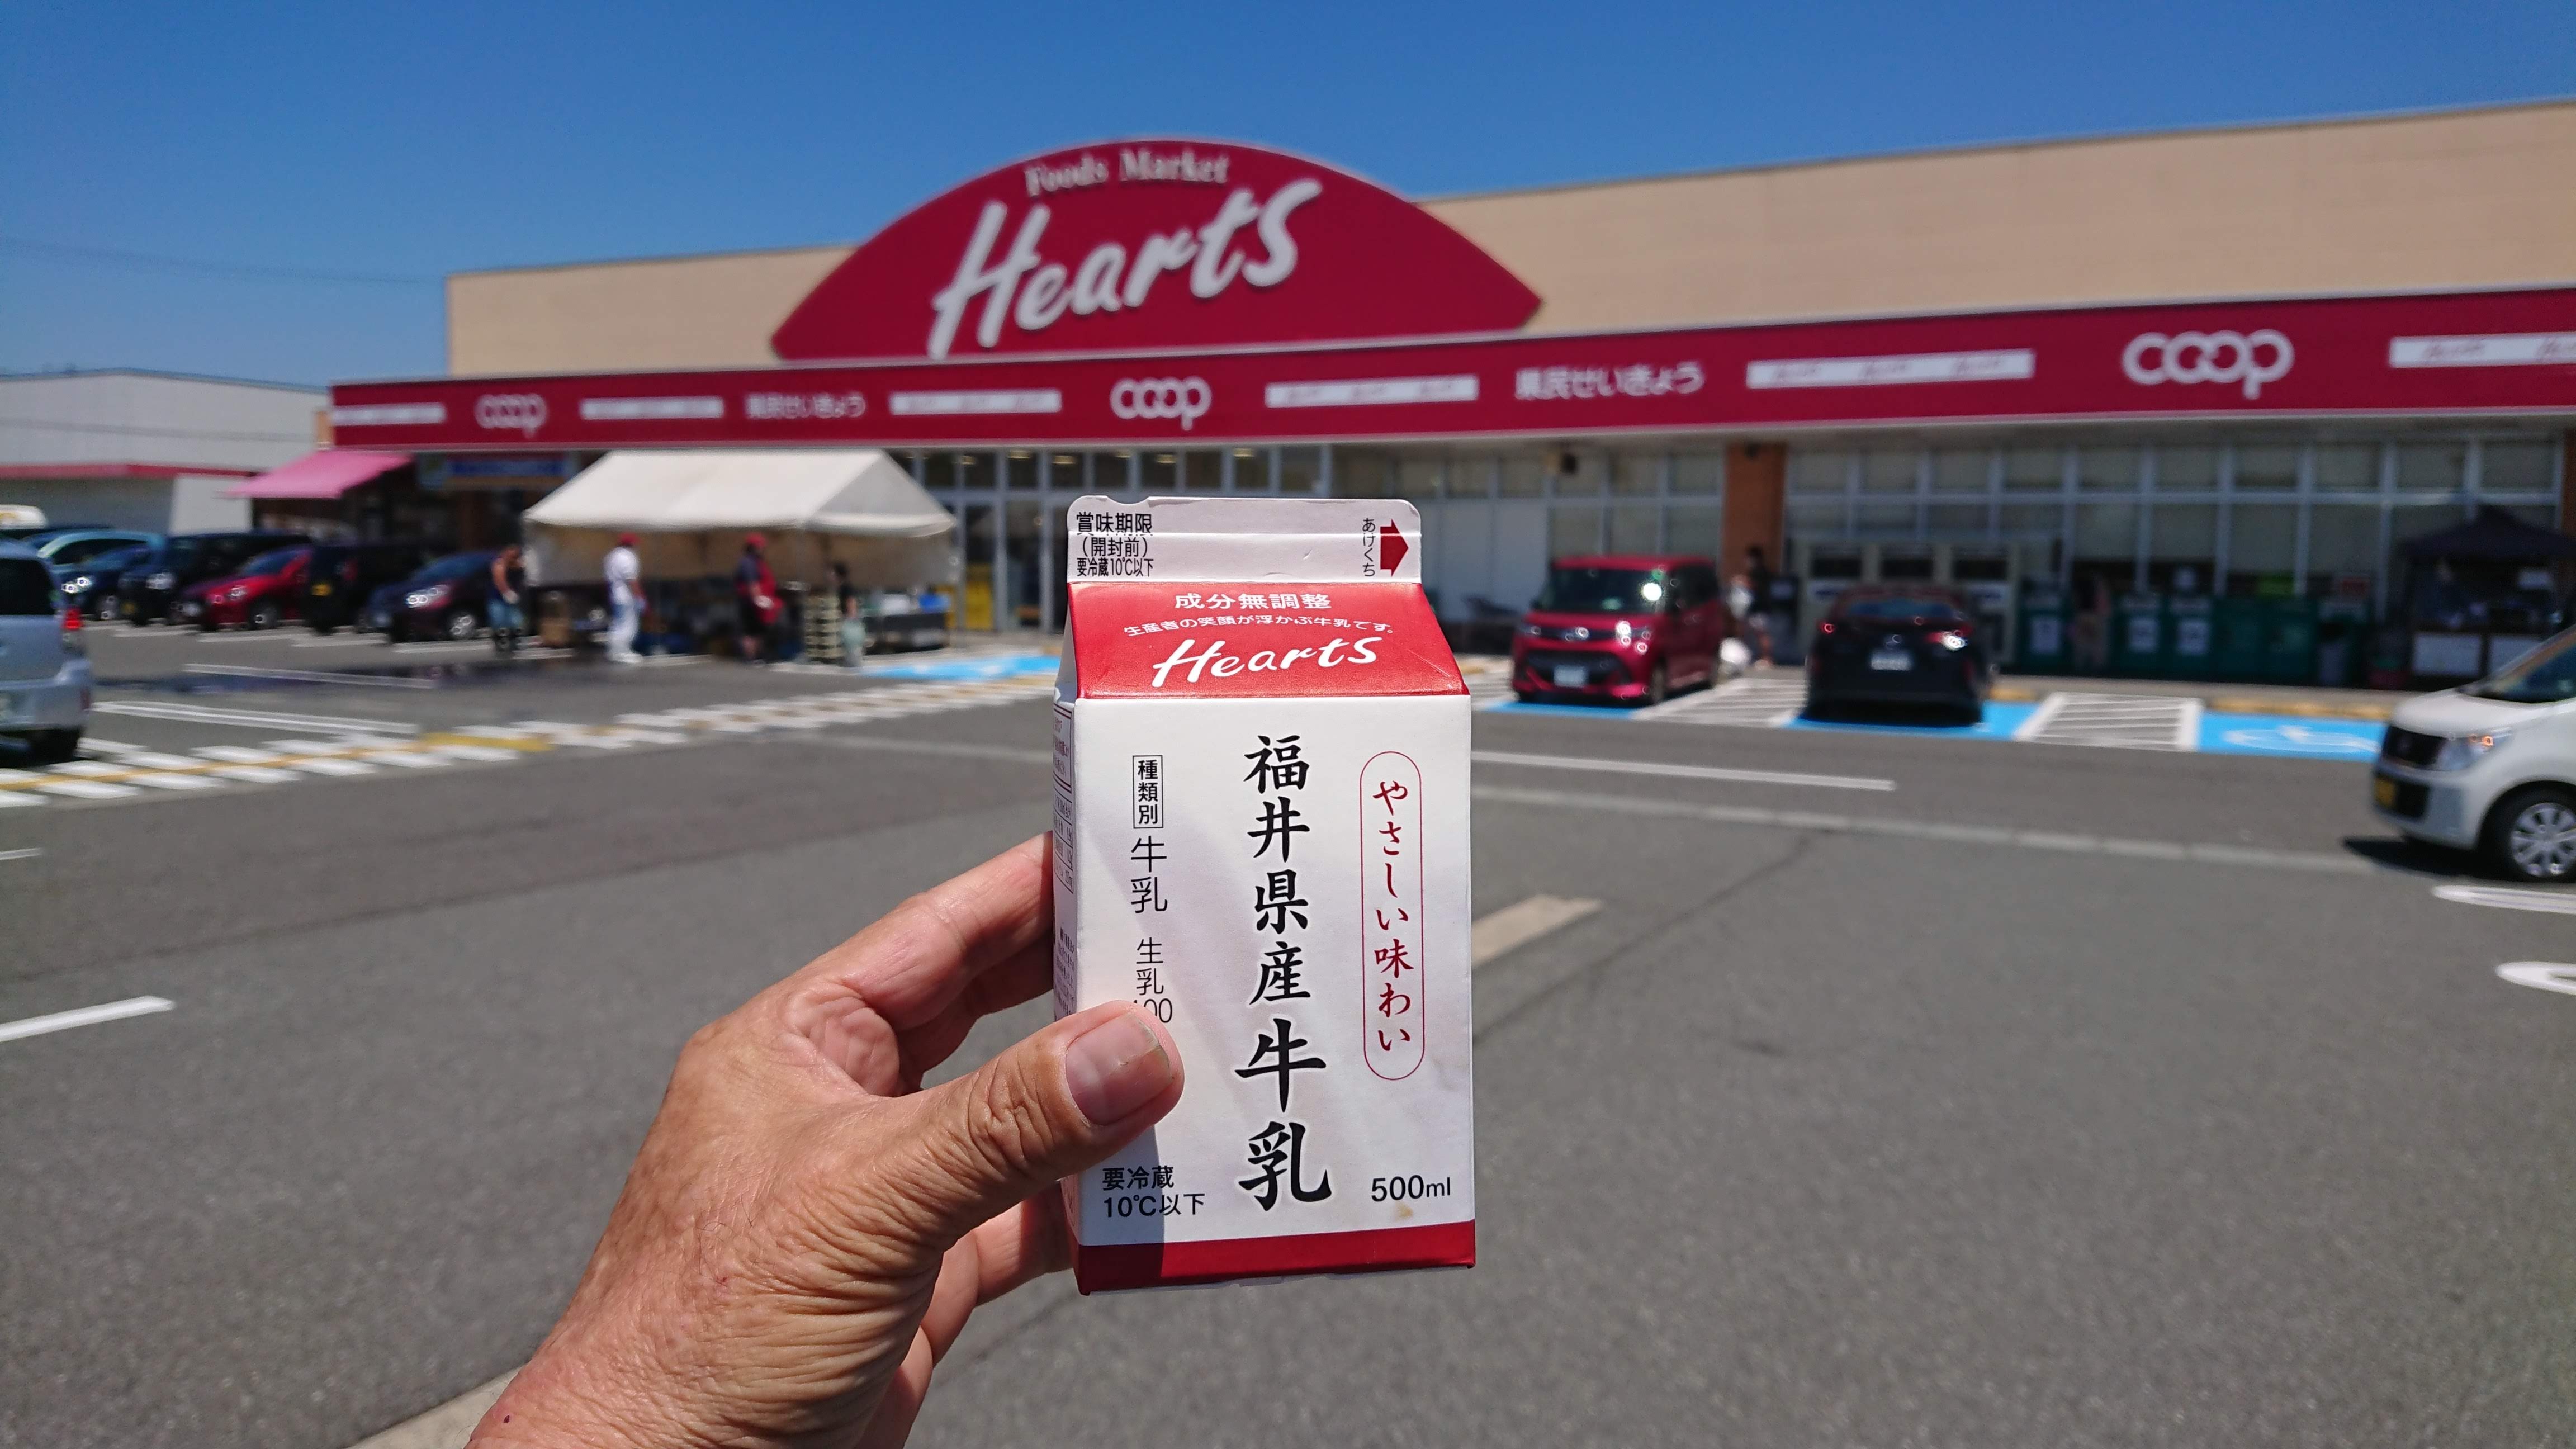 Foods Market
Hearts
coop
県民せいきょう
coop
県民せいきょう
coop
賞味期限
(開封前)
要冷蔵10℃以下
あけくち
成分無調整
生産者の笑顔が浮かぶ牛乳です。
Hearts
やさしい味わい
福井県産牛乳
種類別 牛乳 生乳100
要冷蔵
10℃以下
500ml